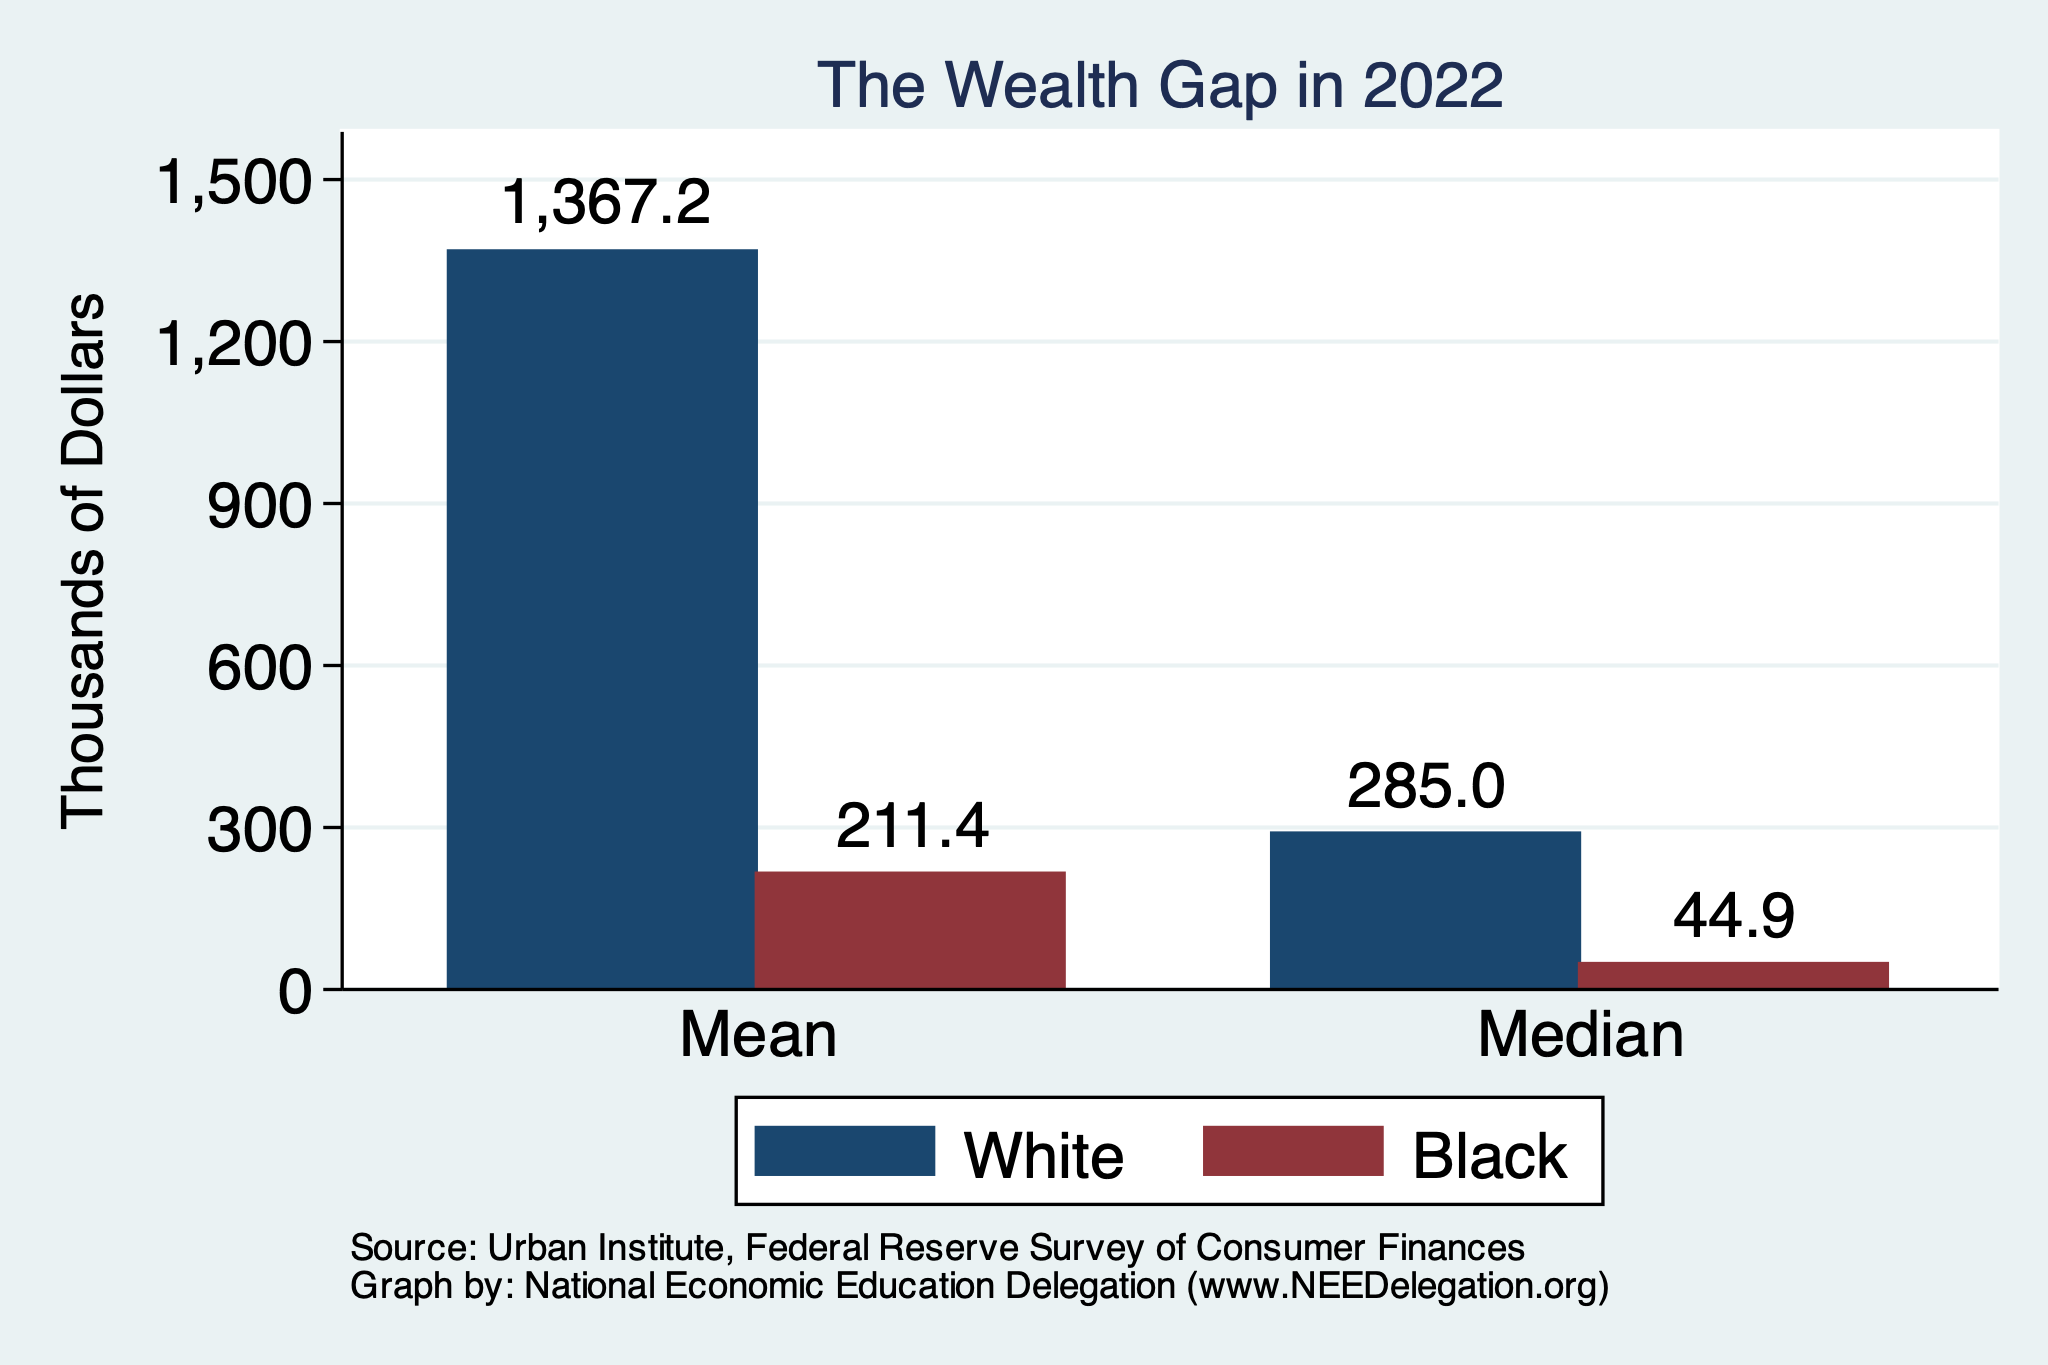 The Wealth Gap in 2022
Thousands of Dollars
1,500
1,200
900
600
300
0
1,367.2
211.4
285.0
44.9
Mean
Median
White
Black
Source: Urban Institute, Federal Reserve Survey of Consumer Finances
Graph by: National Economic Education Delegation (www.NEEDelegation.org)